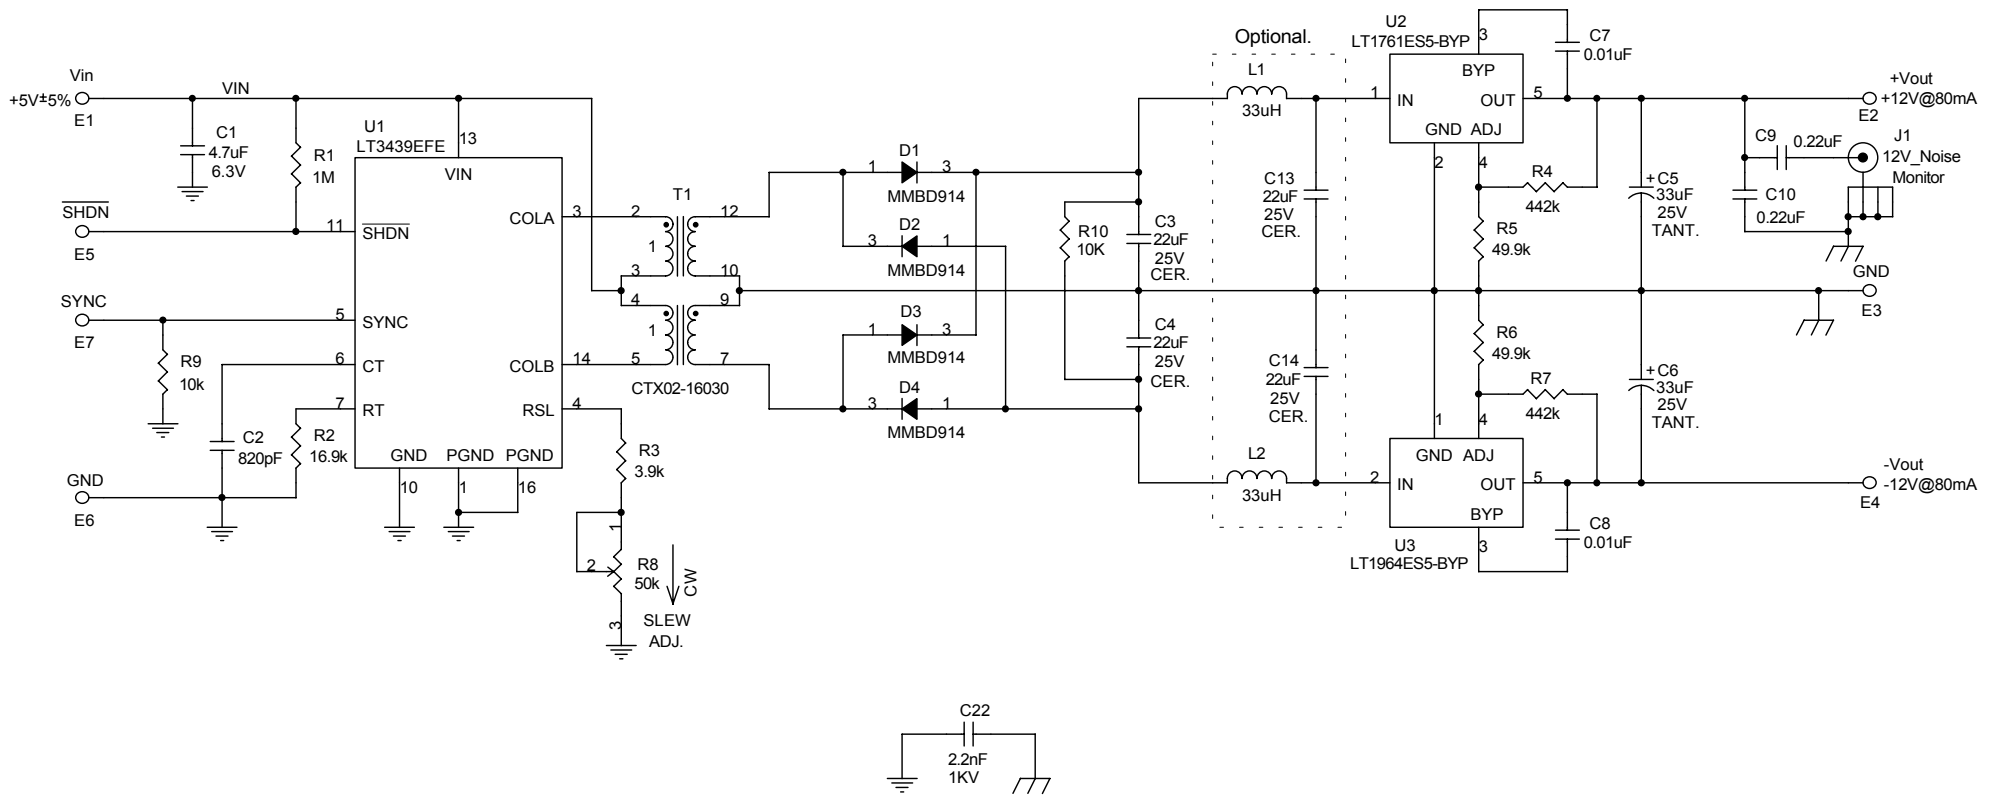 Vin
+5V±5%
E1
VIN
C1
4.7uF
6.3V
R1
1M
SHDN
E5
SYNC
E7
R9
10k
C2
820pF
R2
16.9k
GND
E6
U1
LT3439EFE
13
VIN
11
SHDN
5
SYNC
6
CT
7
RT
COLA
3
COLB
14
RSL
4
GND
PGND
PGND
10
1
16
R3
3.9k
1
2
3
R8
50k
CW
SLEW
ADJ.
T1
2
12
1
3
10
4
9
1
5
7
CTX02-16030
D1
1
3
MMBD914
D2
3
1
MMBD914
D3
1
3
MMBD914
D4
3
1
MMBD914
R10
10K
C3
22uF
25V
CER.
C4
22uF
25V
CER.
Optional.
L1
33uH
C13
22uF
25V
CER.
C14
22uF
25V
CER.
L2
33uH
U2
LT1761ES5-BYP
3
BYP
1
IN
OUT
5
GND
ADJ
2
4
C7
0.01uF
R4
442k
R5
49.9k
R6
49.9k
R7
442k
1
4
GND
ADJ
2
IN
OUT
5
BYP
3
U3
LT1964ES5-BYP
C8
0.01uF
+
C5
33uF
25V
TANT.
+
C6
33uF
25V
TANT.
+Vout
+12V@80mA
E2
C9
0.22uF
J1
12V_Noise
Monitor
C10
0.22uF
GND
E3
-Vout
-12V@80mA
E4
C22
2.2nF
1KV